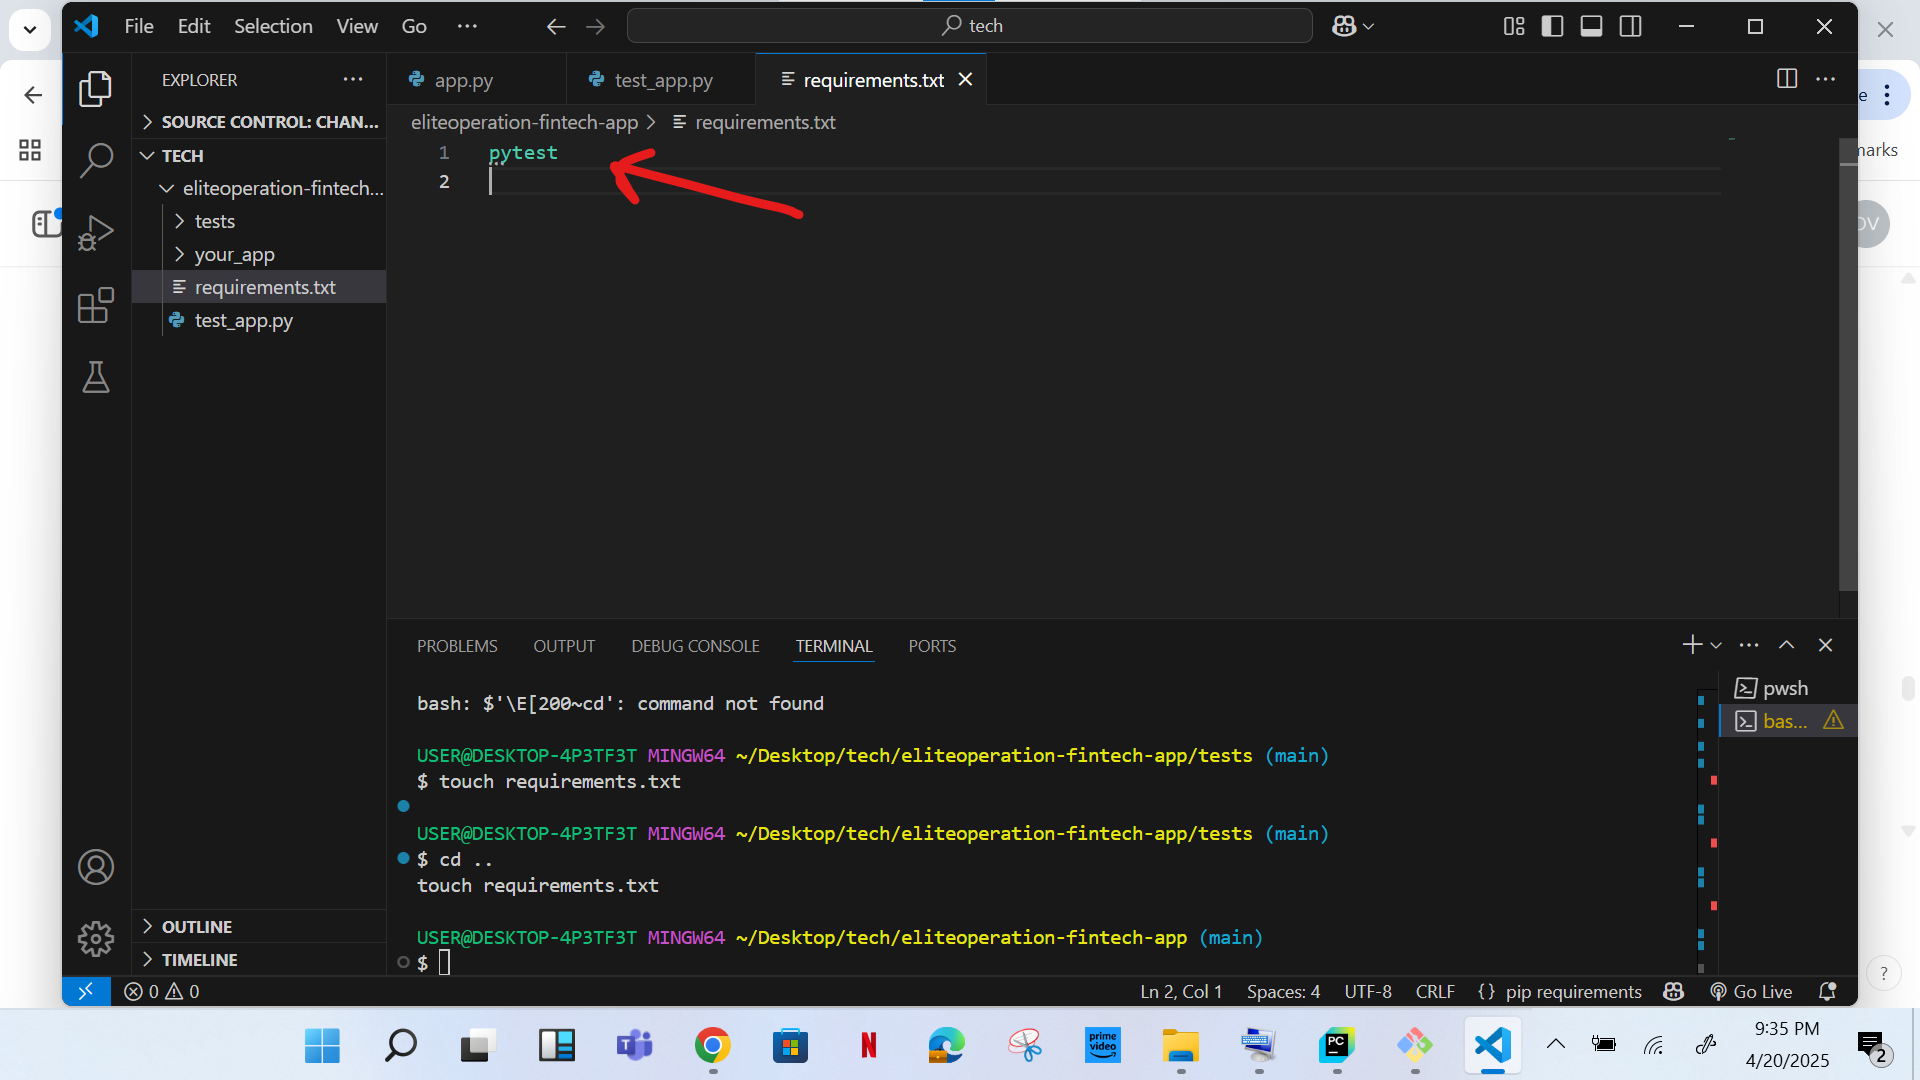 File Edit Selection View Go ···
tech
EXPLORER ···
app.py
test_app.py
requirements.txt
SOURCE CONTROL: CHAN...
eliteoperation-fintech-app > requirements.txt
TECH
eliteoperation-fintech...
tests
your_app
requirements.txt
test_app.py
1 pytest
2
PROBLEMS OUTPUT DEBUG CONSOLE TERMINAL PORTS
pwsh
bas...
bash: $'\E[200~cd': command not found
USER@DESKTOP-4P3TF3T MINGW64 ~/Desktop/tech/eliteoperation-fintech-app/tests (main)
$ touch requirements.txt
USER@DESKTOP-4P3TF3T MINGW64 ~/Desktop/tech/eliteoperation-fintech-app/tests (main)
$ cd ..
touch requirements.txt
USER@DESKTOP-4P3TF3T MINGW64 ~/Desktop/tech/eliteoperation-fintech-app (main)
$
OUTLINE
TIMELINE
0 0
Ln 2, Col 1 Spaces: 4 UTF-8 CRLF {} pip requirements Go Live
e
marks
OV
?
prime video
PC
N
9:35 PM
4/20/2025
2